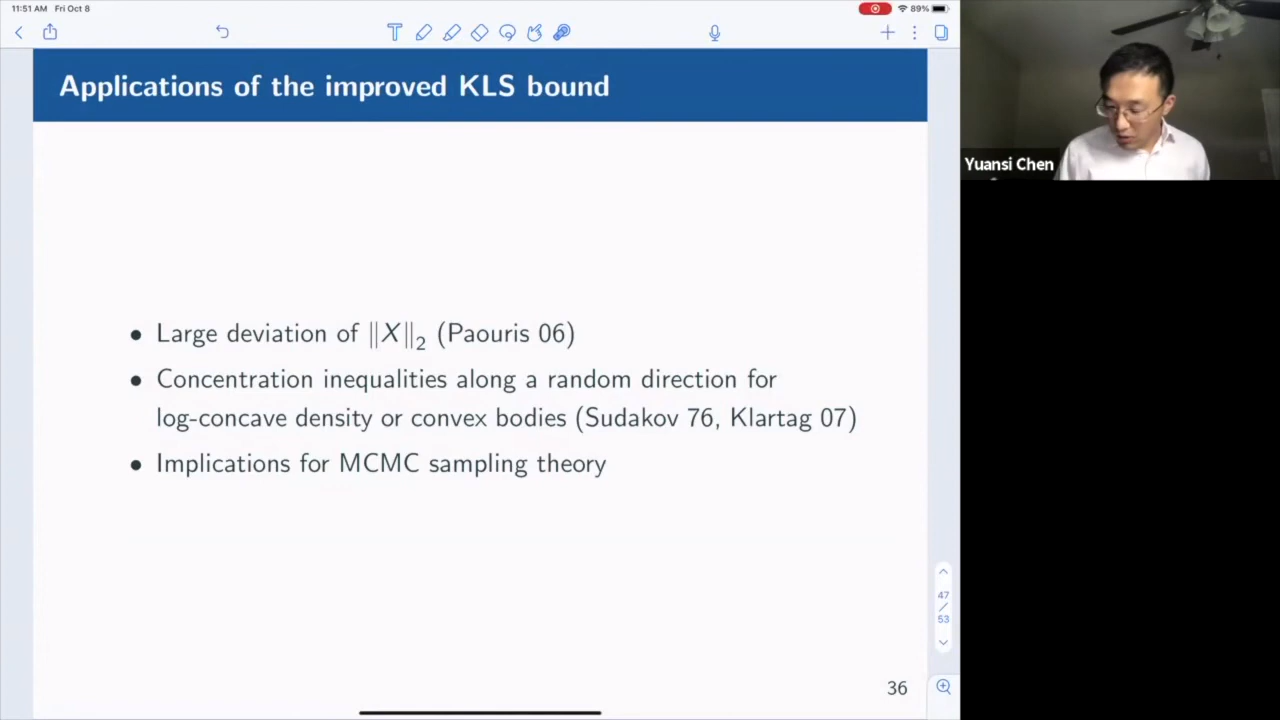 11:51 AM Fri Oct 8
89%
Applications of the improved KLS bound
Yuansi Chen
• Large deviation of ‖X‖₂ (Paouris 06)
• Concentration inequalities along a random direction for
log-concave density or convex bodies (Sudakov 76, Klartag 07)
• Implications for MCMC sampling theory
47
/
53
36